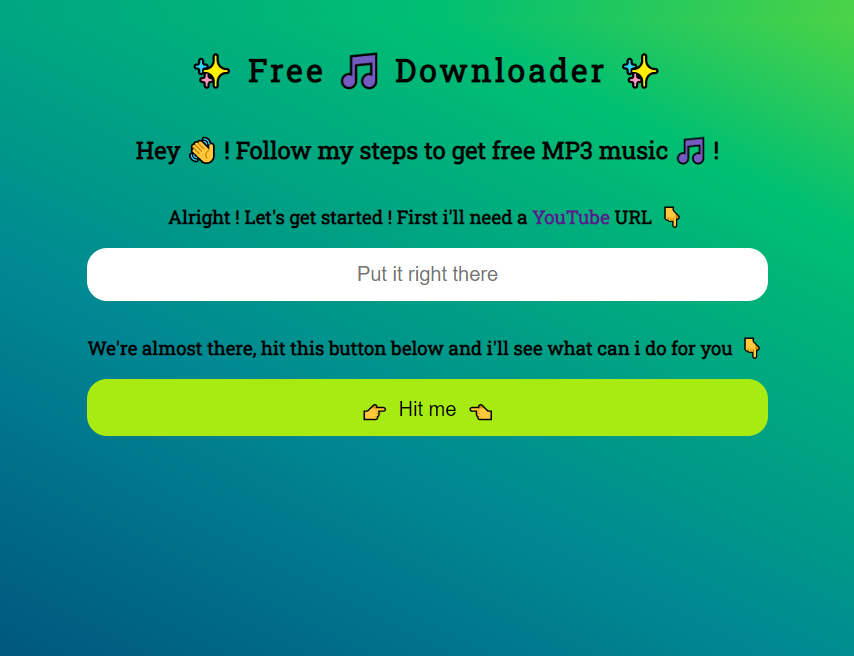 ✨ Free 🎵 Downloader ✨
Hey 👋 ! Follow my steps to get free MP3 music 🎵 !
Alright ! Let's get started ! First i'll need a YouTube URL 👇
Put it right there
We're almost there, hit this button below and i'll see what can i do for you 👇
👉 Hit me 👈